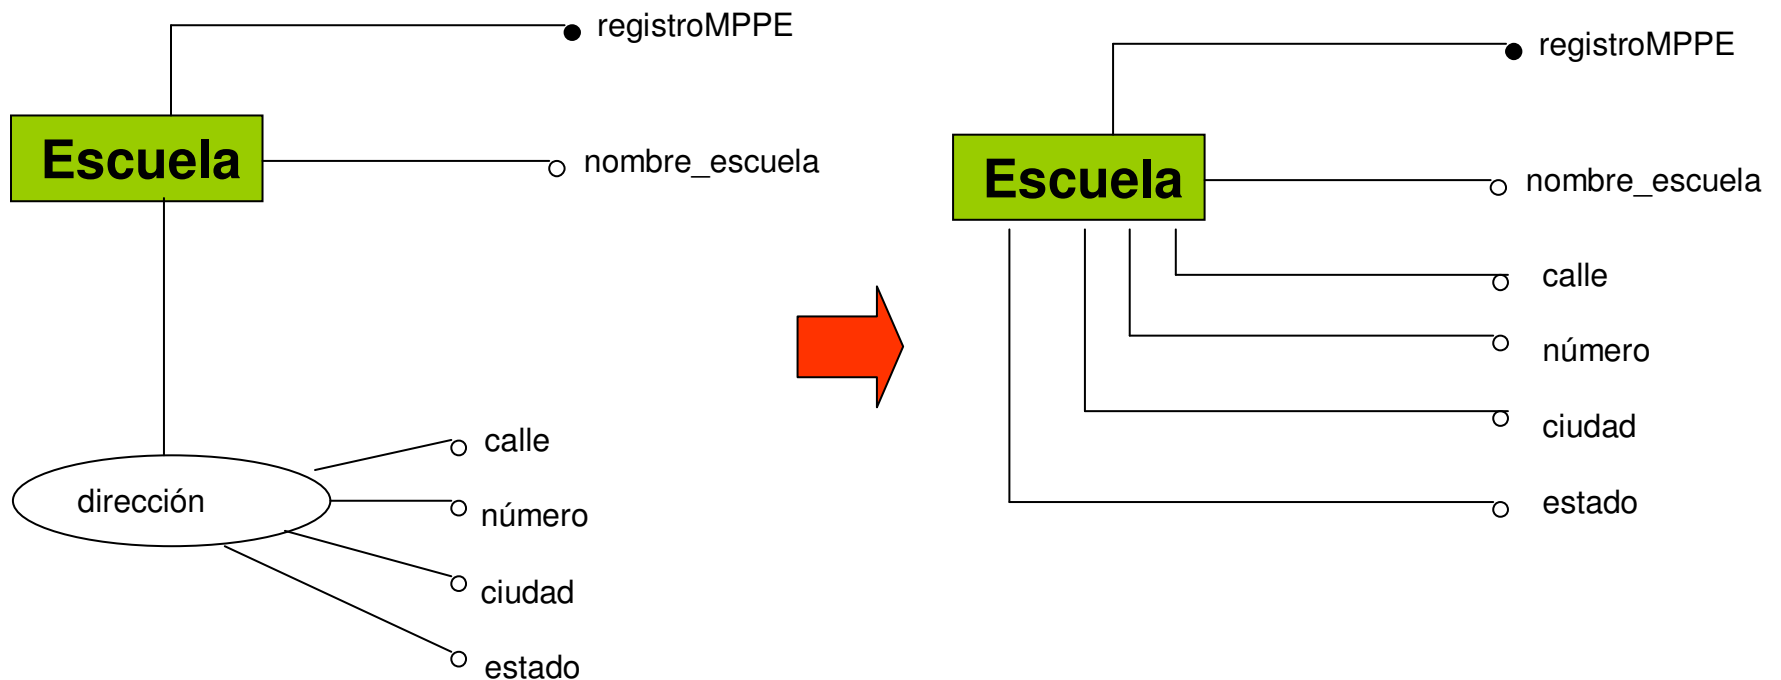 registroMPPE
Escuela
nombre_escuela
dirección
calle
número
ciudad
estado
registroMPPE
Escuela
nombre_escuela
calle
número
ciudad
estado